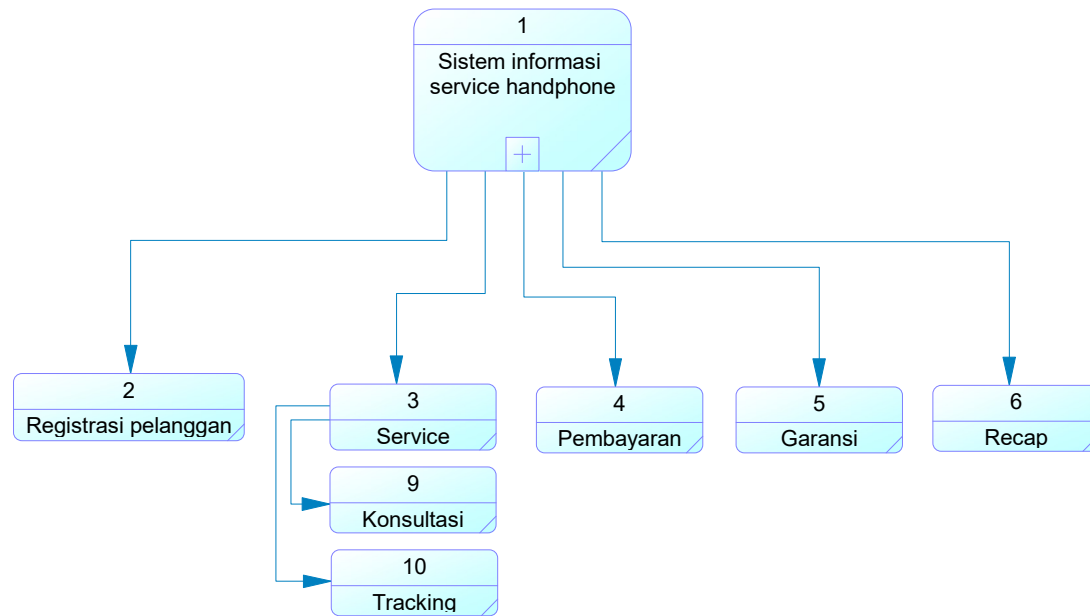 1
Sistem informasi
service handphone
2
Registrasi pelanggan
3
Service
4
Pembayaran
5
Garansi
6
Recap
9
Konsultasi
10
Tracking